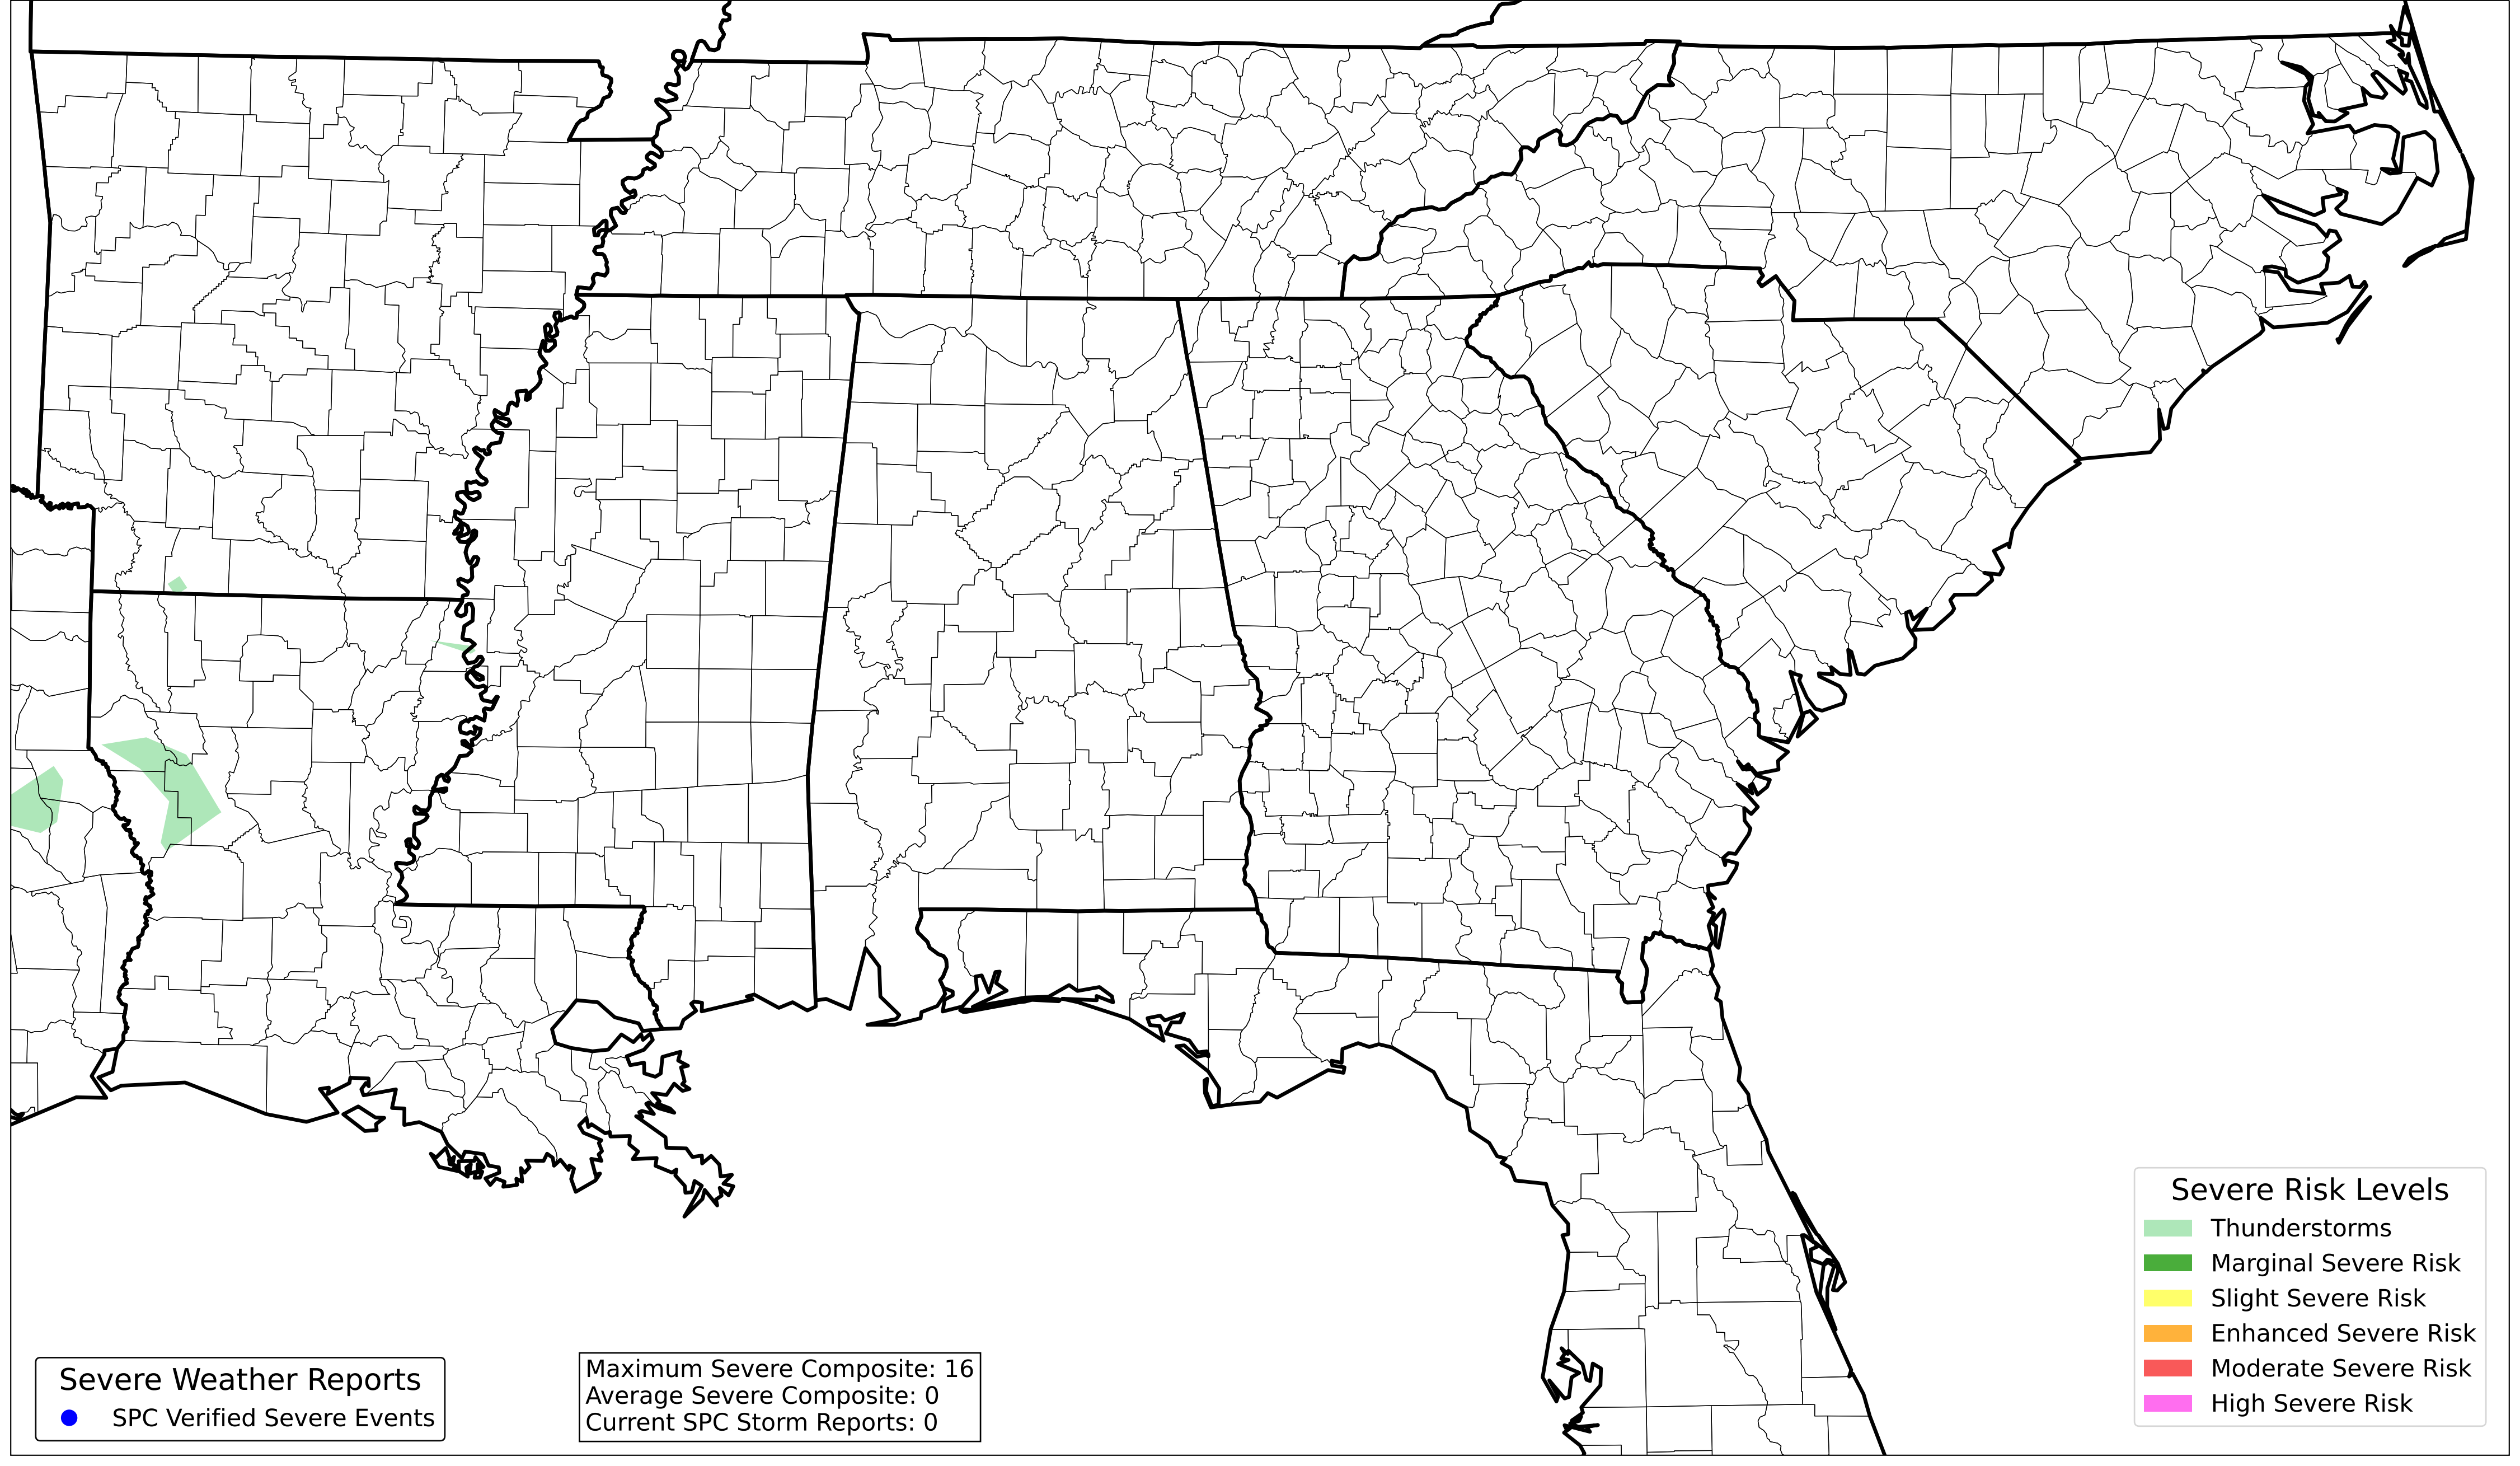 Severe Risk Levels
Thunderstorms
Marginal Severe Risk
Slight Severe Risk
Enhanced Severe Risk
Moderate Severe Risk
High Severe Risk
Severe Weather Reports
SPC Verified Severe Events
Maximum Severe Composite: 16
Average Severe Composite: 0
Current SPC Storm Reports: 0